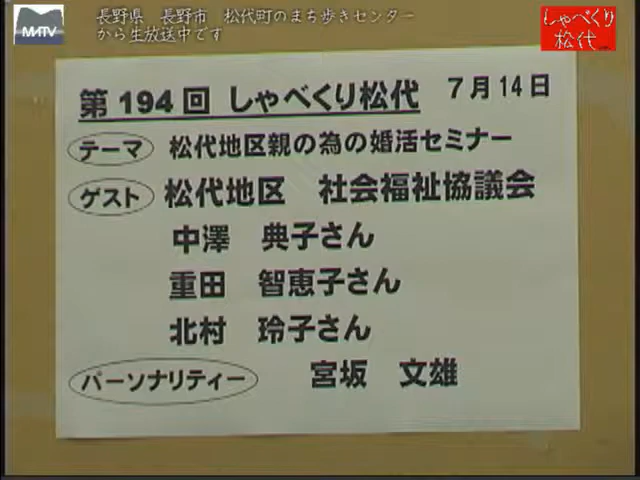 MATV
長野県 長野市 松代町のまち歩きセンター
から生放送中です
しゃべくり
松代
第194回 しゃべくり松代 7月14日
テーマ 松代地区親の為の婚活セミナー
ゲスト 松代地区 社会福祉協議会
中澤 典子さん
重田 智恵子さん
北村 玲子さん
パーソナリティー 宮坂 文雄